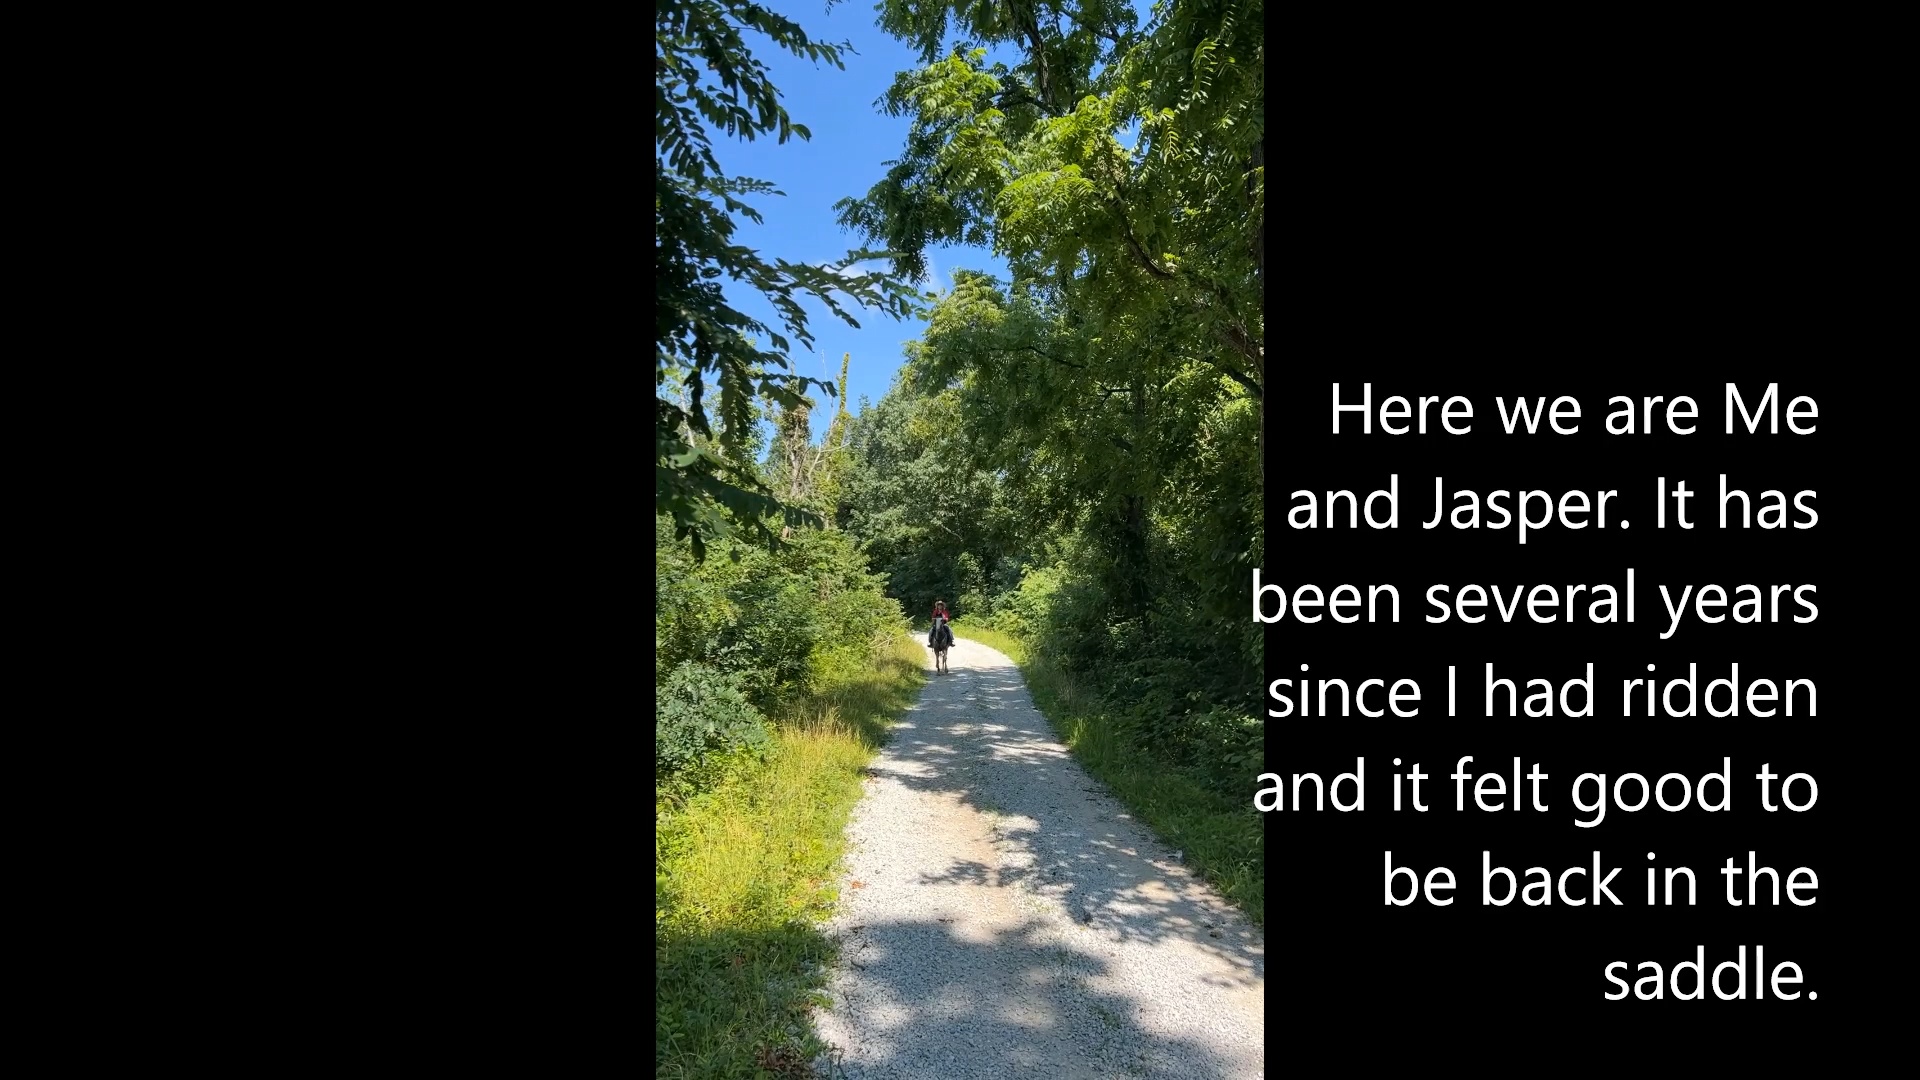 Here we are Me
and Jasper. It has
been several years
since I had ridden
and it felt good to
be back in the
saddle.